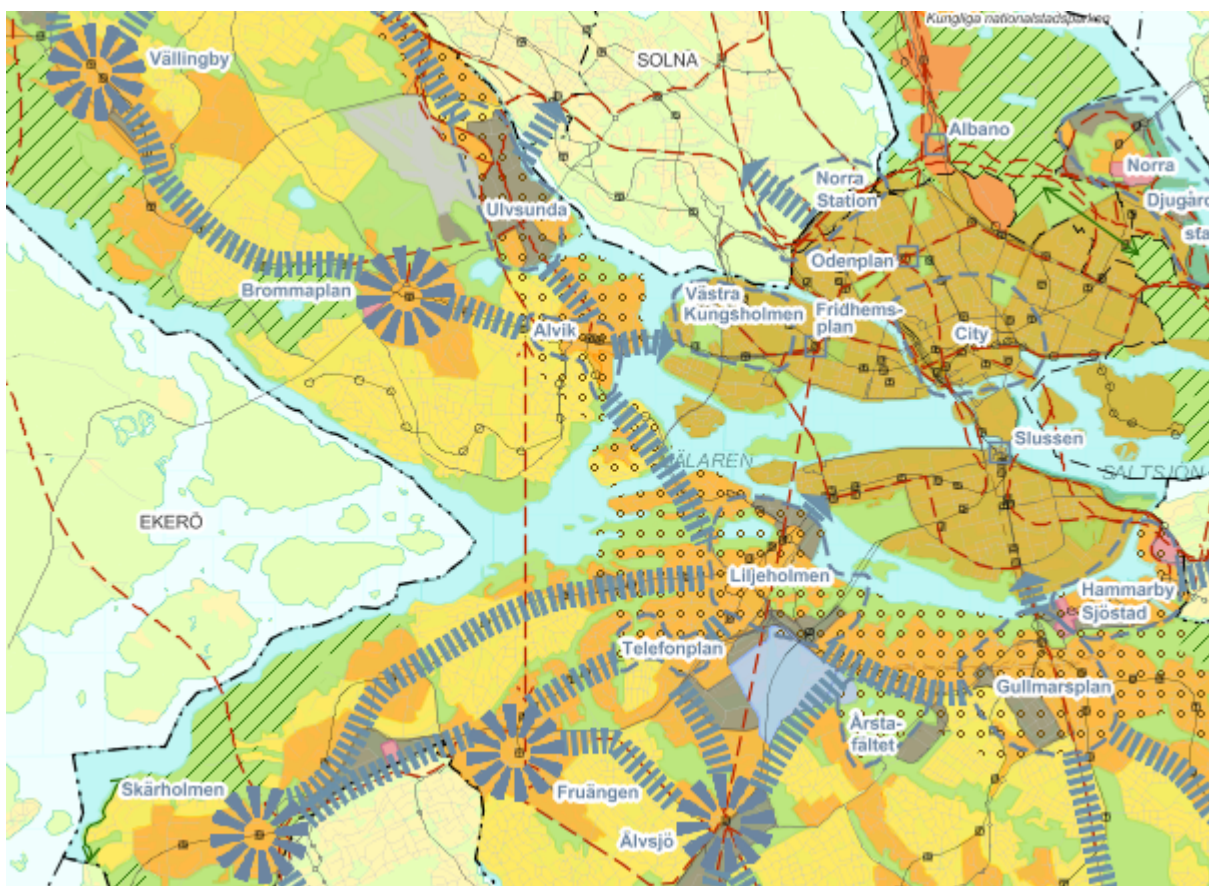 Kungliga nationalstadsparken
Vällingby
SOLNA
Albano
Norra
Norra
Station
Djugård
sta
Ulvsunda
Odenplan
Brommaplan
Västra
Kungsholmen
Fridhems-
plan
City
Alvik
Slussen
MÄLAREN
SALTSJÖN
EKERÖ
Liljeholmen
Hammarby
Sjöstad
Telefonplan
Gullmarsplan
Årsta-
fältet
Skärholmen
Fruängen
Älvsjö